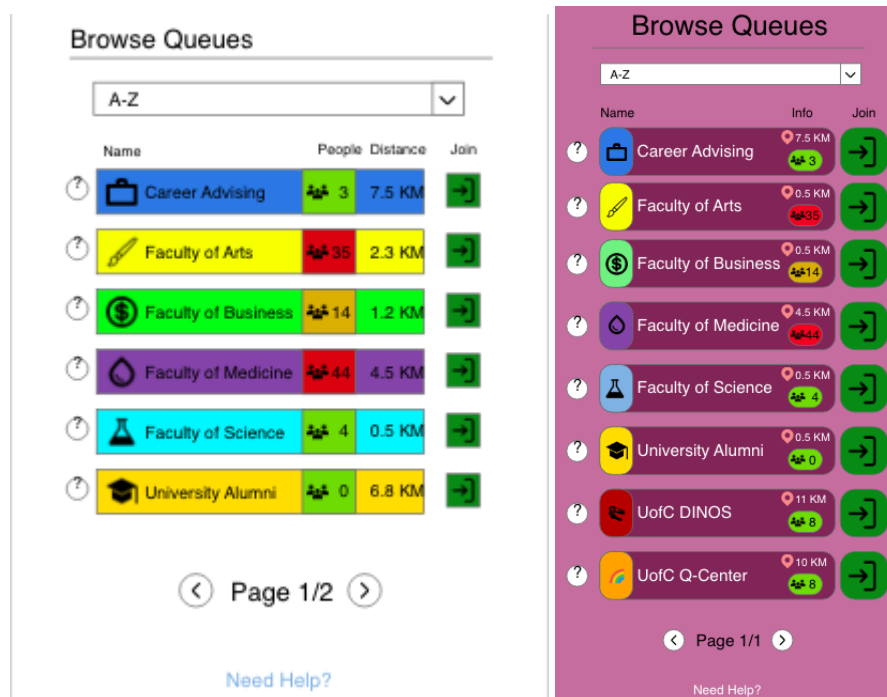 Browse Queues
A-Z
Name People Distance Join
? Career Advising 3 7.5 KM
? Faculty of Arts 35 2.3 KM
? Faculty of Business 14 1.2 KM
? Faculty of Medicine 44 4.5 KM
? Faculty of Science 4 0.5 KM
? University Alumni 0 6.8 KM
Page 1/2
Need Help?
Browse Queues
A-Z
Name Info Join
? Career Advising 7.5 KM
3
? Faculty of Arts 0.5 KM
35
? Faculty of Business 0.5 KM
14
? Faculty of Medicine 4.5 KM
44
? Faculty of Science 0.5 KM
4
? University Alumni 0.5 KM
0
? UofC DINOS 11 KM
8
? UofC Q-Center 10 KM
8
Page 1/1
Need Help?